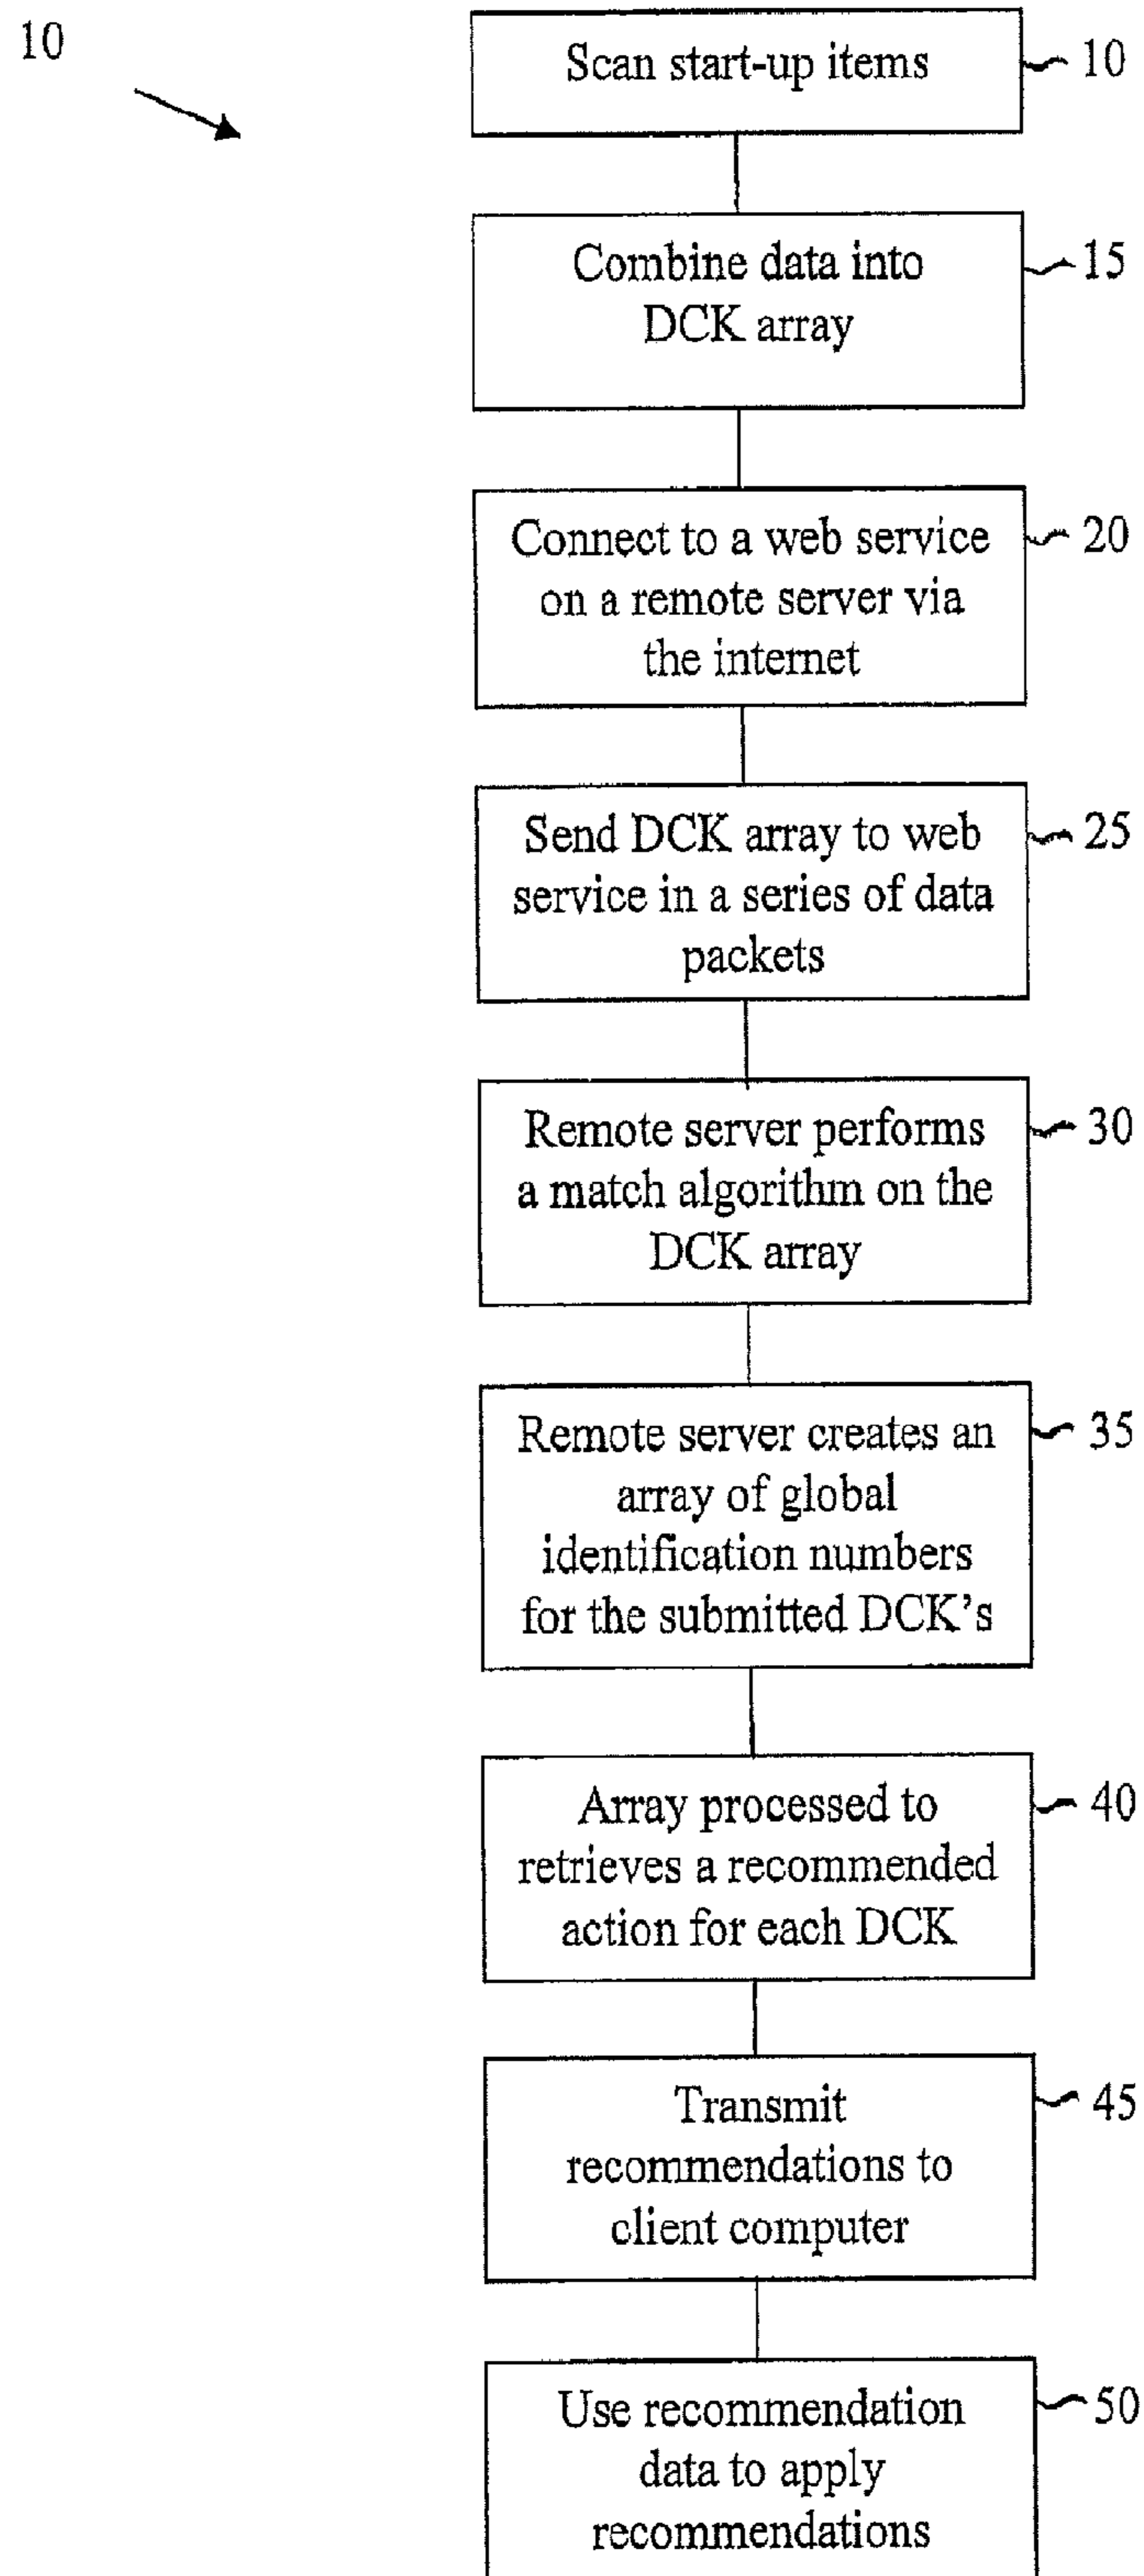 10
Scan start-up items
10
Combine data into
DCK array
15
Connect to a web service
on a remote server via
the internet
20
Send DCK array to web
service in a series of data
packets
25
Remote server performs
a match algorithm on the
DCK array
30
Remote server creates an
array of global
identification numbers
for the submitted DCK's
35
Array processed to
retrieves a recommended
action for each DCK
40
Transmit
recommendations to
client computer
45
Use recommendation
data to apply
recommendations
50